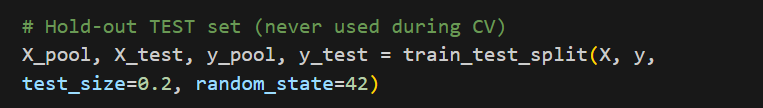 # Hold-out TEST set (never used during CV)
X_pool, X_test, y_pool, y_test = train_test_split(X, y,
test_size=0.2, random_state=42)